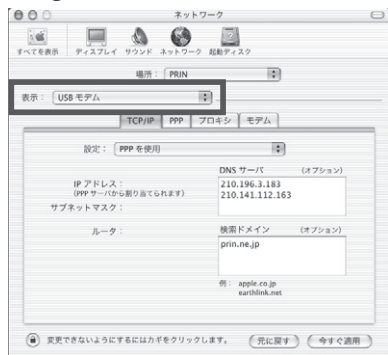 ネットワーク
すべてを表示 ディスプレイ サウンド ネットワーク 起動ディスク
場所： PRIN
表示： USB モデム
TCP/IP PPP プロキシ モデム
設定： PPP を使用
DNS サーバ (オプション)
IP アドレス： 210.196.3.183
(PPP サーバから割り当てられます) 210.141.112.163
サブネットマスク：
ルータ： 検索ドメイン (オプション)
prin.ne.jp
例： apple.co.jp
earthlink.net
変更できないようにするにはカギをクリックします。 元に戻す 今すぐ適用